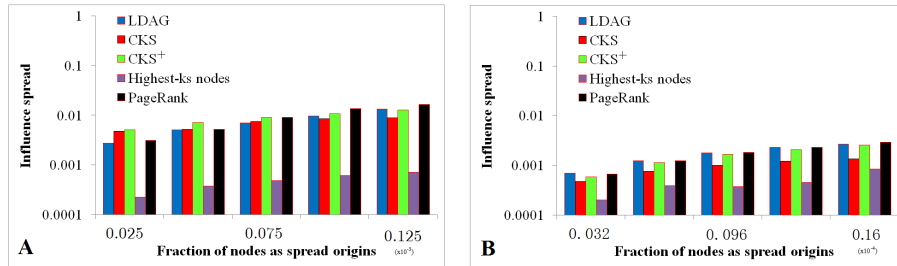 1
0.1
0.01
0.001
0.0001
Influence spread
LDAG
CKS
CKS+
Highest-ks nodes
PageRank
0.025
0.075
0.125
(x10⁻³)
A
Fraction of nodes as spread origins
1
0.1
0.01
0.001
0.0001
Influence spread
LDAG
CKS
CKS+
Highest-ks nodes
PageRank
0.032
0.096
0.16
(x10⁻⁴)
B
Fraction of nodes as spread origins